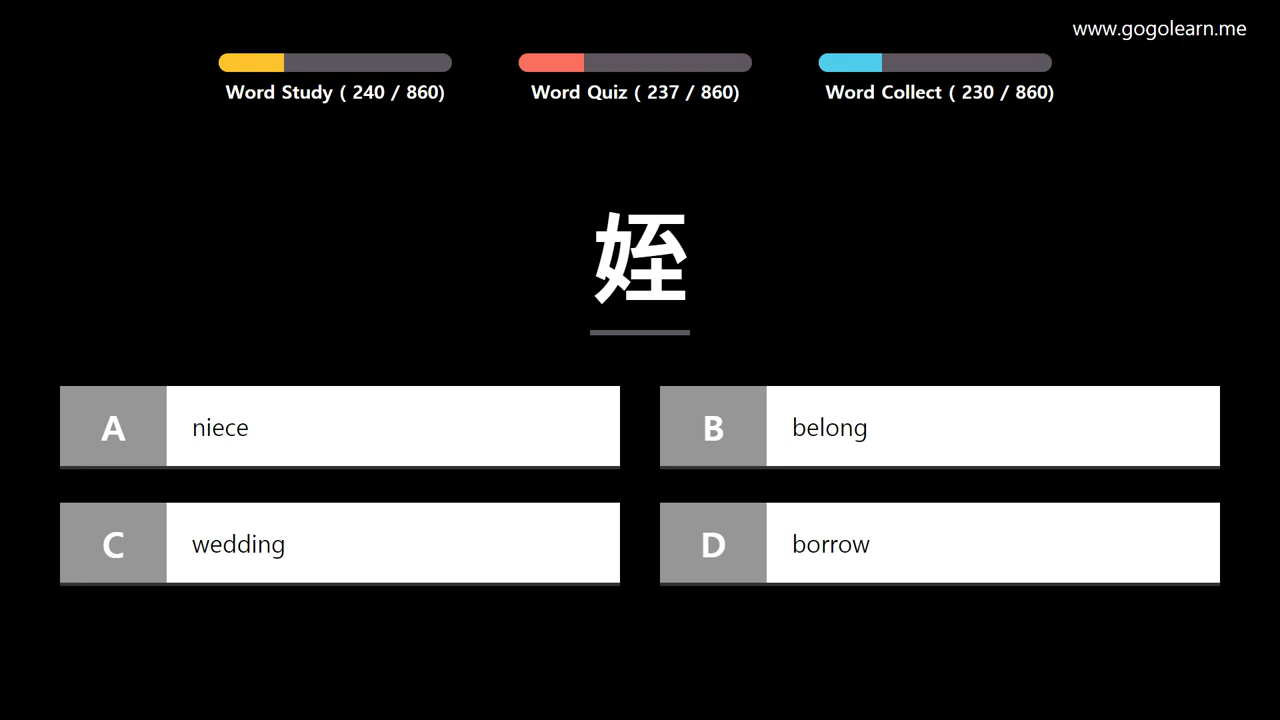 www.gogolearn.me
Word Study ( 240 / 860)
Word Quiz ( 237 / 860)
Word Collect ( 230 / 860)
姪
A niece
B belong
C wedding
D borrow